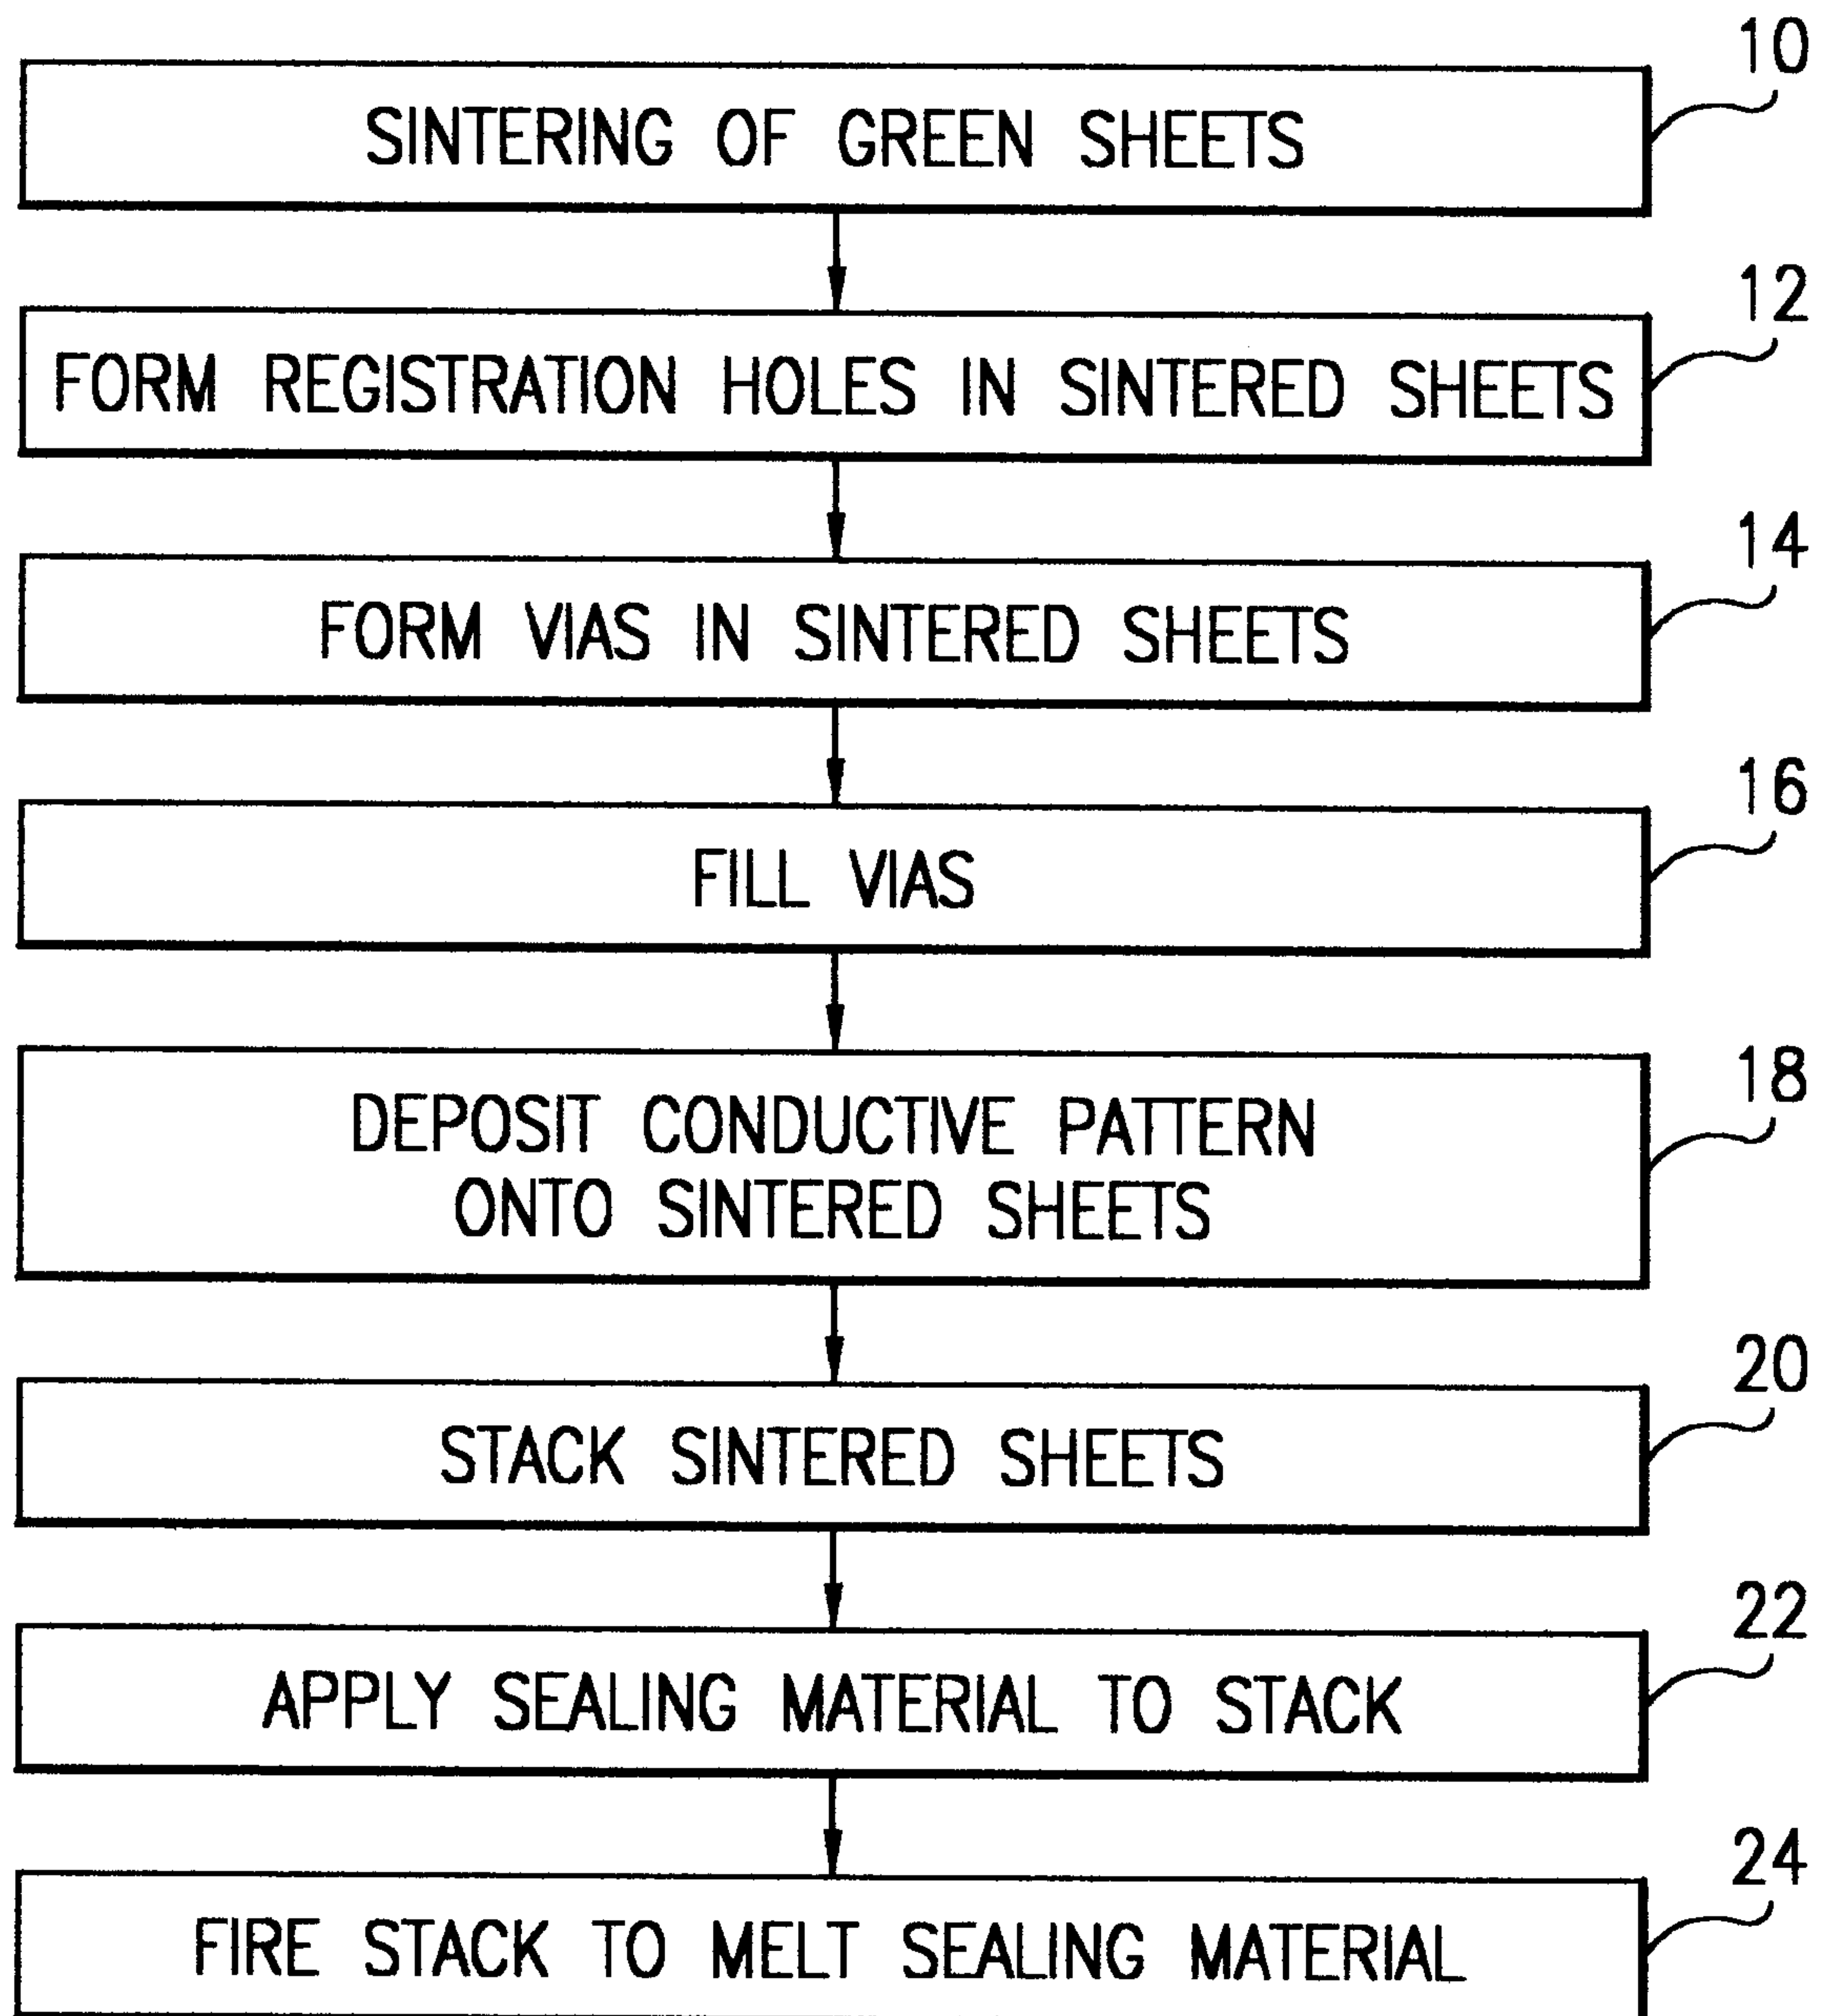 10
SINTERING OF GREEN SHEETS
12
FORM REGISTRATION HOLES IN SINTERED SHEETS
14
FORM VIAS IN SINTERED SHEETS
16
FILL VIAS
18
DEPOSIT CONDUCTIVE PATTERN
ONTO SINTERED SHEETS
20
STACK SINTERED SHEETS
22
APPLY SEALING MATERIAL TO STACK
24
FIRE STACK TO MELT SEALING MATERIAL